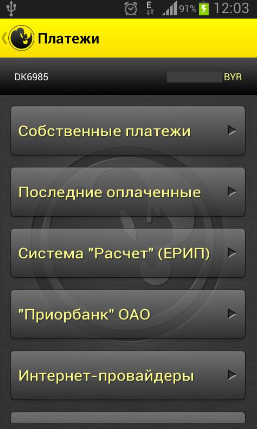 E 91% 12:03
Платежи
DK6985 BYR
Собственные платежи
Последние оплаченные
Система "Расчет" (ЕРИП)
"Приорбанк" ОАО
Интернет-провайдеры